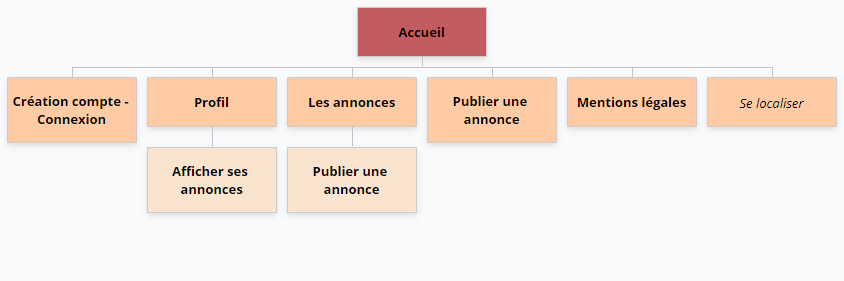 Accueil
Création compte -
Connexion
Profil
Les annonces
Publier une
annonce
Mentions légales
Se localiser
Afficher ses
annonces
Publier une
annonce